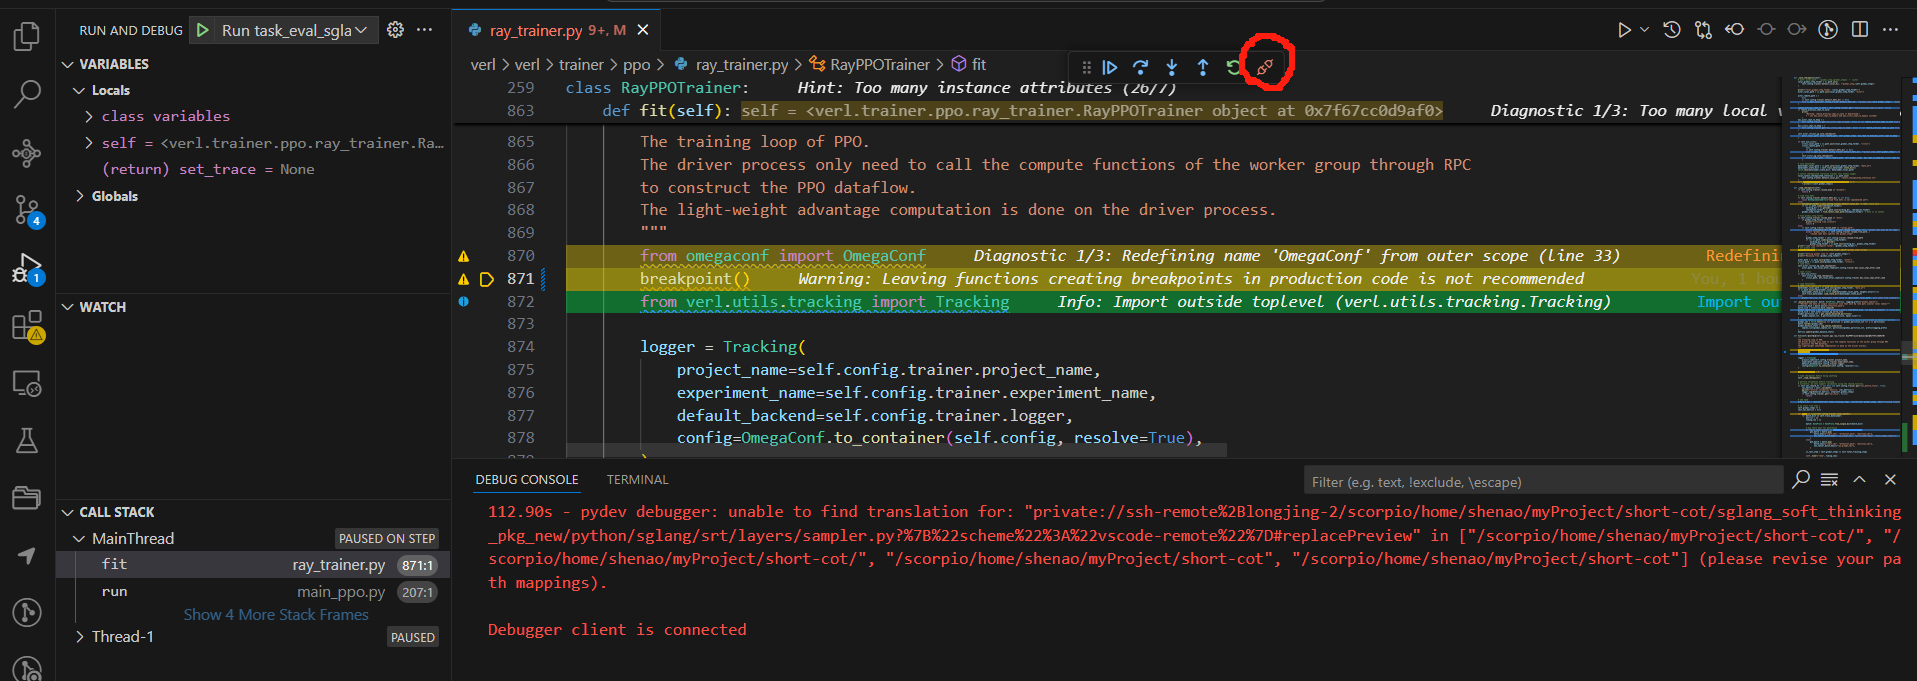 RUN AND DEBUG
Run task_eval_sgla
VARIABLES
Locals
class variables
self = <verl.trainer.ppo.ray_trainer.Ra...
(return) set_trace = None
Globals
WATCH
CALL STACK
MainThread
PAUSED ON STEP
fit
ray_trainer.py
871:1
run
main_ppo.py
207:1
Show 4 More Stack Frames
Thread-1
PAUSED
4
1
ray_trainer.py 9+, M
verl > verl > trainer > ppo > ray_trainer.py > RayPPOTrainer > fit
259 class RayPPOTrainer: Hint: Too many instance attributes (26/7)
863 def fit(self): self = <verl.trainer.ppo.ray_trainer.RayPPOTrainer object at 0x7f67cc0d9af0> Diagnostic 1/3: Too many local
865 The training loop of PPO.
866 The driver process only need to call the compute functions of the worker group through RPC
867 to construct the PPO dataflow.
868 The light-weight advantage computation is done on the driver process.
869 """
870 from omegaconf import OmegaConf Diagnostic 1/3: Redefining name 'OmegaConf' from outer scope (line 33) Redefini
871 breakpoint() Warning: Leaving functions creating breakpoints in production code is not recommended You, 1 ho
872 from verl.utils.tracking import Tracking Info: Import outside toplevel (verl.utils.tracking.Tracking) Import ou
873
874 logger = Tracking(
875 project_name=self.config.trainer.project_name,
876 experiment_name=self.config.trainer.experiment_name,
877 default_backend=self.config.trainer.logger,
878 config=OmegaConf.to_container(self.config, resolve=True),
DEBUG CONSOLE
TERMINAL
Filter (e.g. text, !exclude, \escape)
112.90s - pydev debugger: unable to find translation for: "private://ssh-remote%2Blongjing-2/scorpio/home/shenao/myProject/short-cot/sglang_soft_thinking
_pkg_new/python/sglang/srt/layers/sampler.py?%7B%22scheme%22%3A%22vscode-remote%22%7D#replacePreview" in ["/scorpio/home/shenao/myProject/short-cot/", "/
scorpio/home/shenao/myProject/short-cot/", "/scorpio/home/shenao/myProject/short-cot", "/scorpio/home/shenao/myProject/short-cot"] (please revise your pa
th mappings).
Debugger client is connected